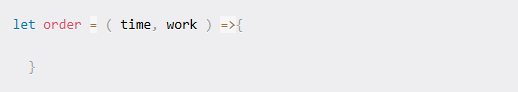 let order = ( time, work ) =>{
}